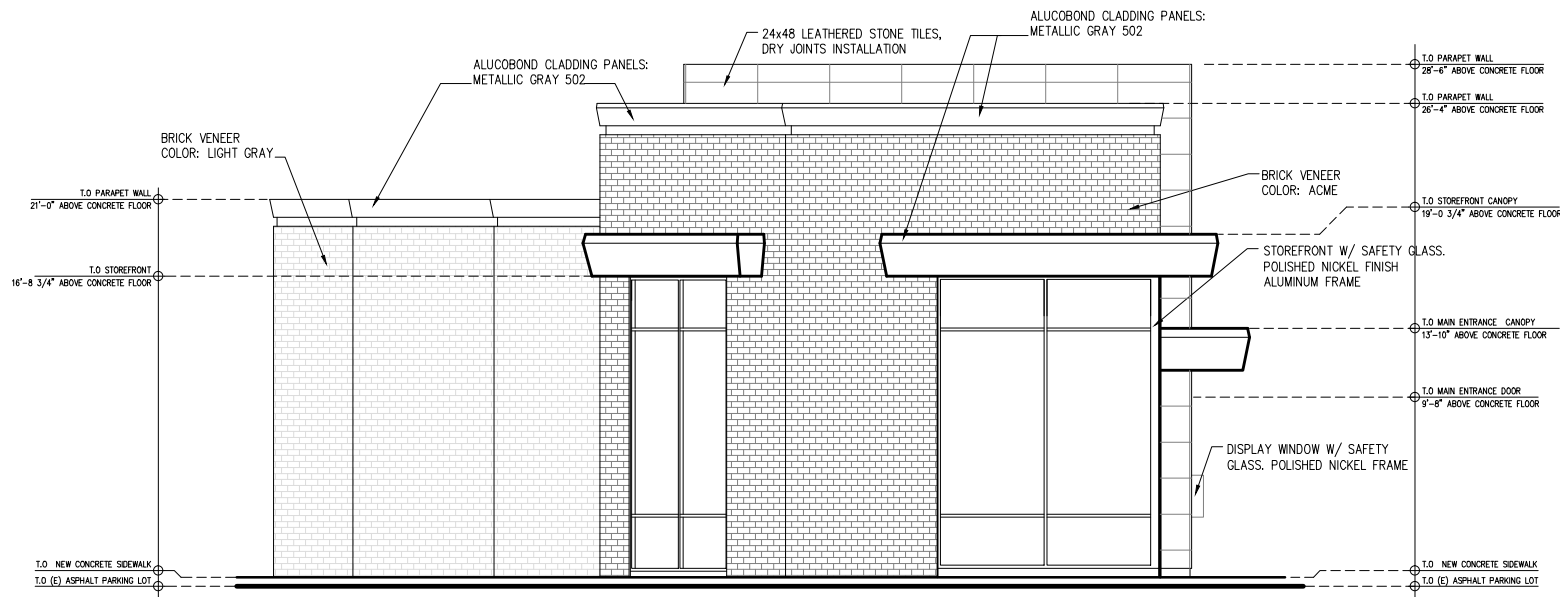 ALUCOBOND CLADDING PANELS:
METALLIC GRAY 502
24x48 LEATHERED STONE TILES,
DRY JOINTS INSTALLATION
ALUCOBOND CLADDING PANELS:
METALLIC GRAY 502
BRICK VENEER
COLOR: LIGHT GRAY
T.O PARAPET WALL
21'-0" ABOVE CONCRETE FLOOR
T.O STOREFRONT
16'-8 3/4" ABOVE CONCRETE FLOOR
T.O NEW CONCRETE SIDEWALK
T.O (E) ASPHALT PARKING LOT
T.O PARAPET WALL
28'-6" ABOVE CONCRETE FLOOR
T.O PARAPET WALL
26'-4" ABOVE CONCRETE FLOOR
BRICK VENEER
COLOR: ACME
T.O STOREFRONT CANOPY
19'-0 3/4" ABOVE CONCRETE FLOOR
STOREFRONT W/ SAFETY GLASS.
POLISHED NICKEL FINISH
ALUMINUM FRAME
T.O MAIN ENTRANCE CANOPY
13'-10" ABOVE CONCRETE FLOOR
T.O MAIN ENTRANCE DOOR
9'-8" ABOVE CONCRETE FLOOR
DISPLAY WINDOW W/ SAFETY
GLASS. POLISHED NICKEL FRAME
T.O NEW CONCRETE SIDEWALK
T.O (E) ASPHALT PARKING LOT